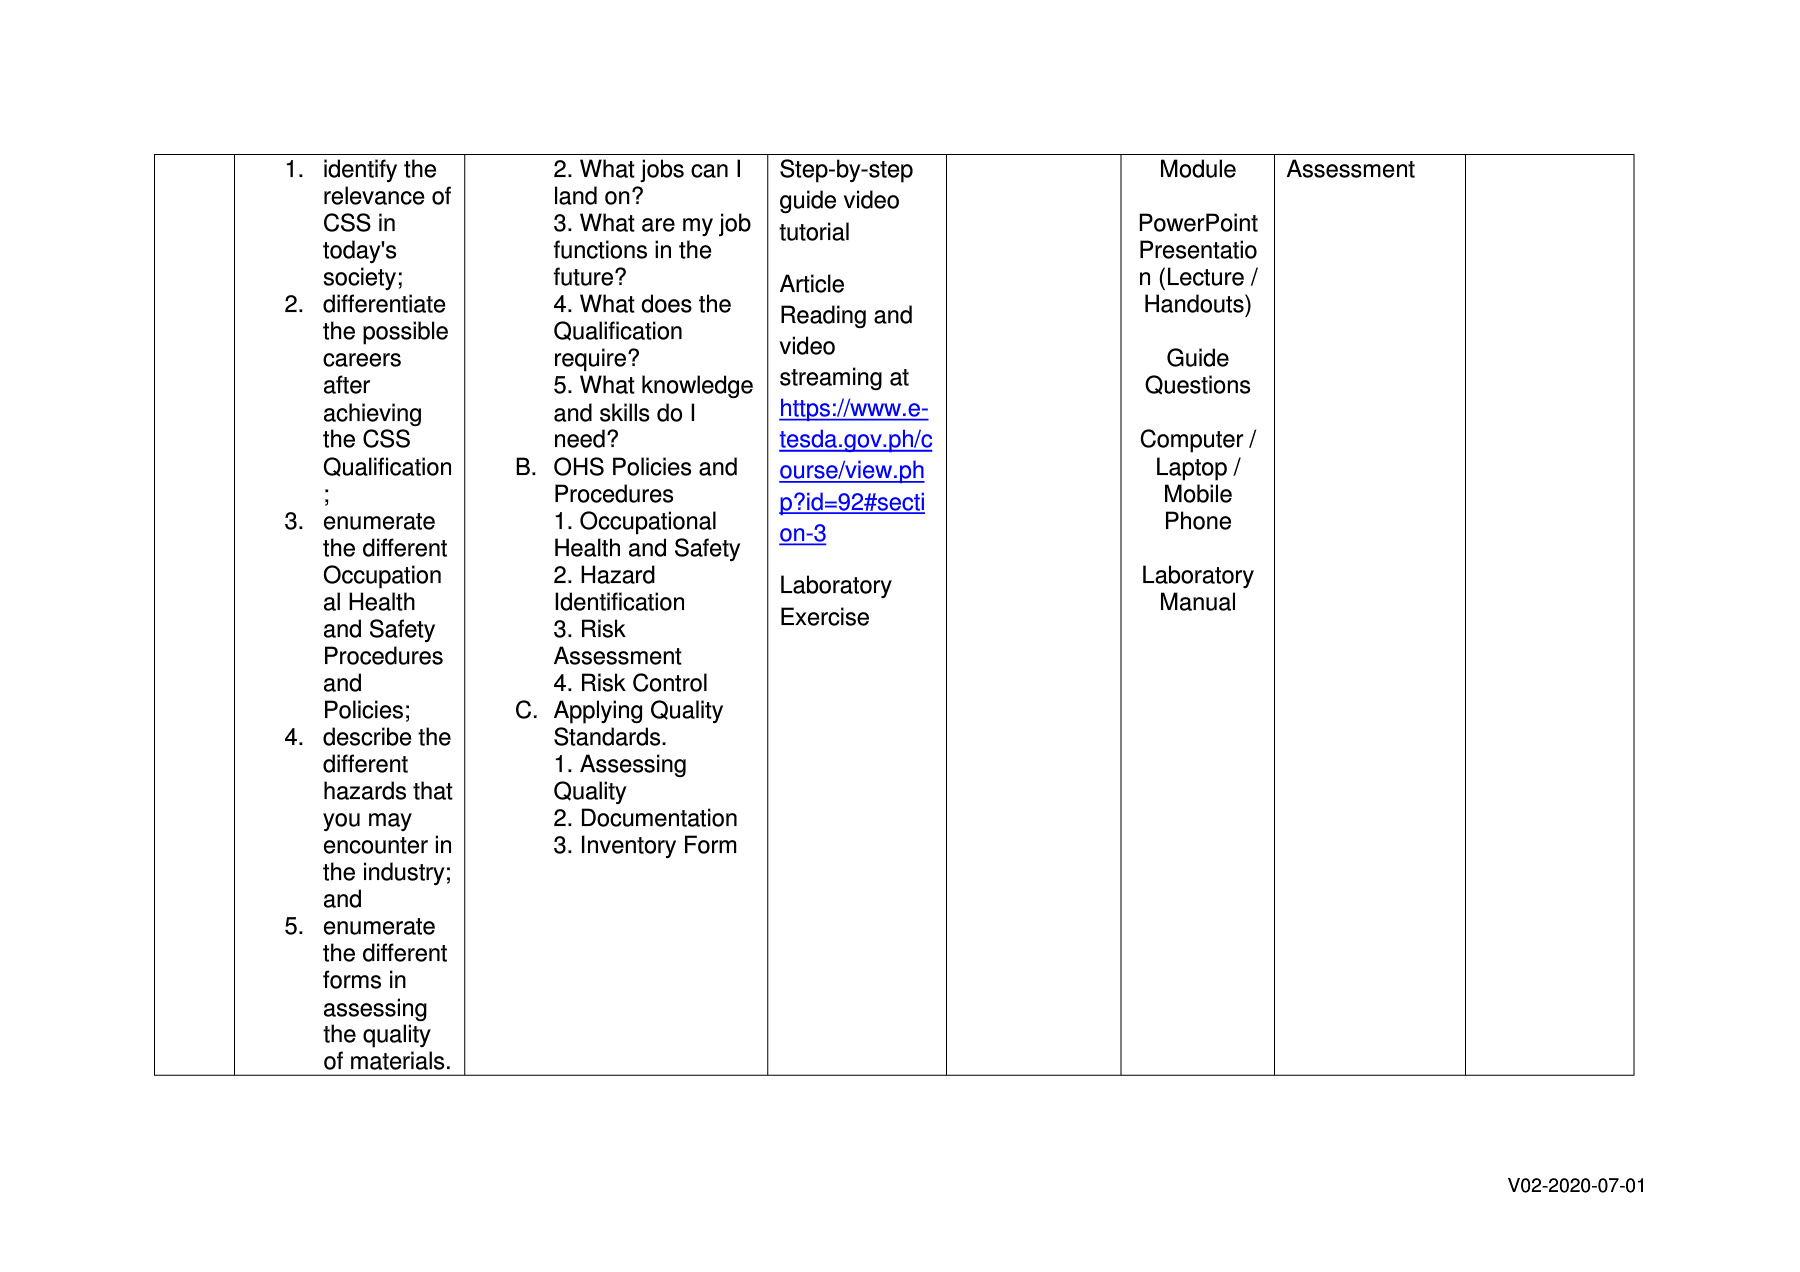 1. identify the
relevance of
CSS in
today's
society;
2. differentiate
the possible
careers
after
achieving
the CSS
Qualification
;
3. enumerate
the different
Occupation
al Health
and Safety
Procedures
and
Policies;
4. describe the
different
hazards that
you may
encounter in
the industry;
and
5. enumerate
the different
forms in
assessing
the quality
of materials.
2. What jobs can I
land on?
3. What are my job
functions in the
future?
4. What does the
Qualification
require?
5. What knowledge
and skills do I
need?
B. OHS Policies and
Procedures
1. Occupational
Health and Safety
2. Hazard
Identification
3. Risk
Assessment
4. Risk Control
C. Applying Quality
Standards.
1. Assessing
Quality
2. Documentation
3. Inventory Form
Step-by-step
guide video
tutorial
Article
Reading and
video
streaming at
https://www.e-
tesda.gov.ph/c
ourse/view.ph
p?id=92#secti
on-3
Laboratory
Exercise
Module
PowerPoint
Presentatio
n (Lecture /
Handouts)
Guide
Questions
Computer /
Laptop /
Mobile
Phone
Laboratory
Manual
Assessment
V02-2020-07-01